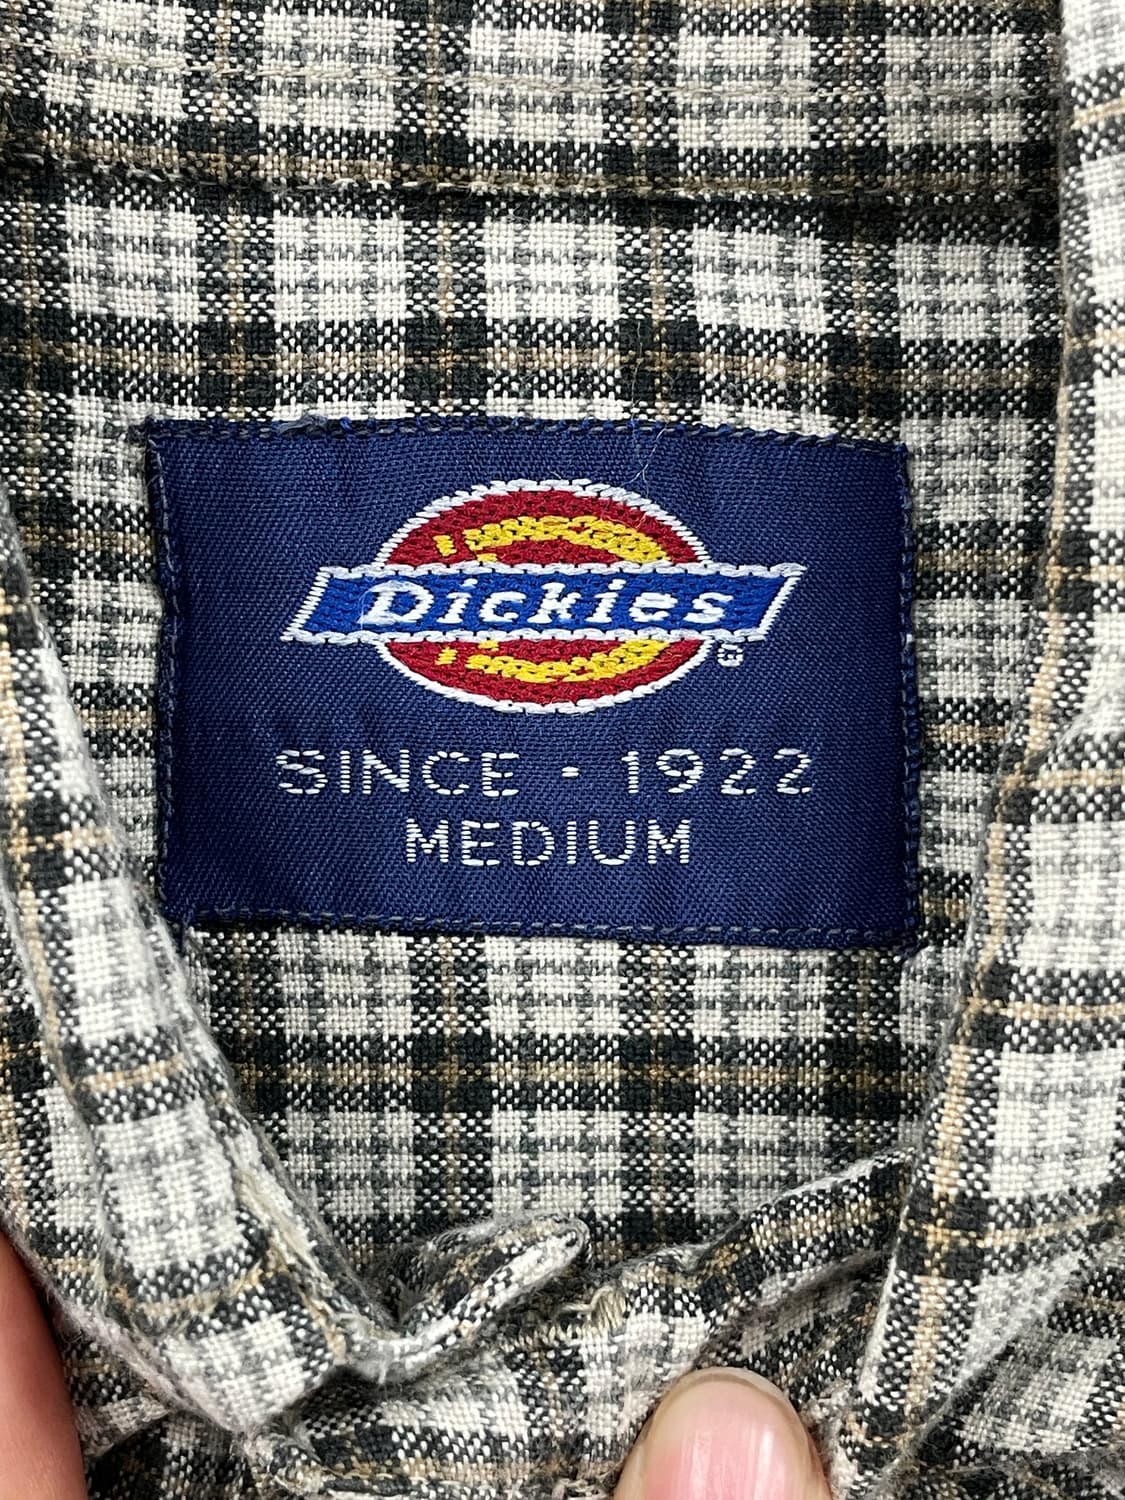 Dickies
®
SINCE · 1922
MEDIUM